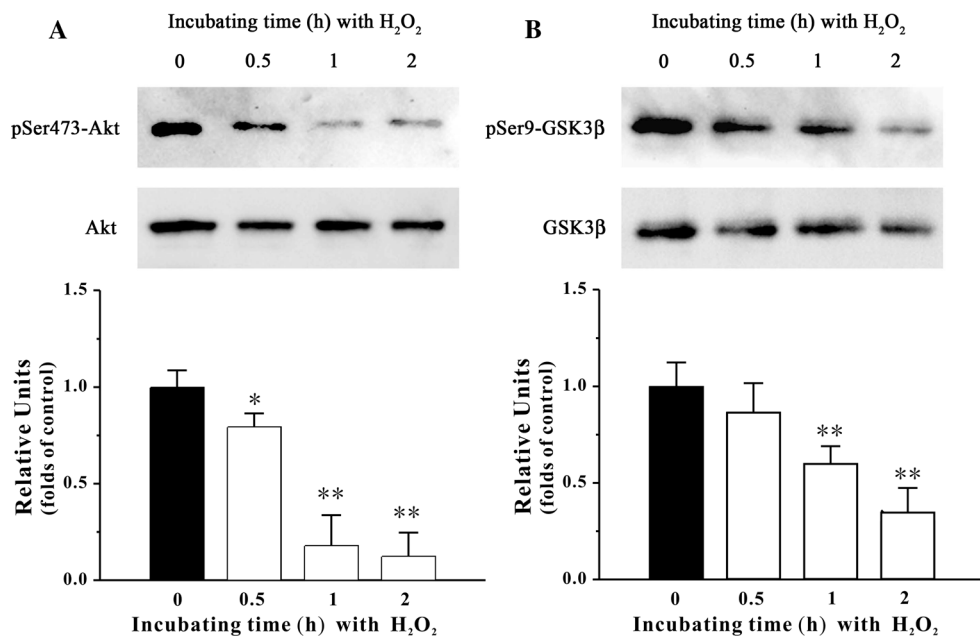 A
Incubating time (h) with H₂O₂
0 0.5 1 2
pSer473-Akt
Akt
1.5
1.0
0.5
0.0
Relative Units
(folds of control)
*
**
**
0 0.5 1 2
Incubating time (h) with H₂O₂
B
Incubating time (h) with H₂O₂
0 0.5 1 2
pSer9-GSK3β
GSK3β
1.5
1.0
0.5
0.0
Relative Units
(folds of control)
**
**
0 0.5 1 2
Incubating time (h) with H₂O₂